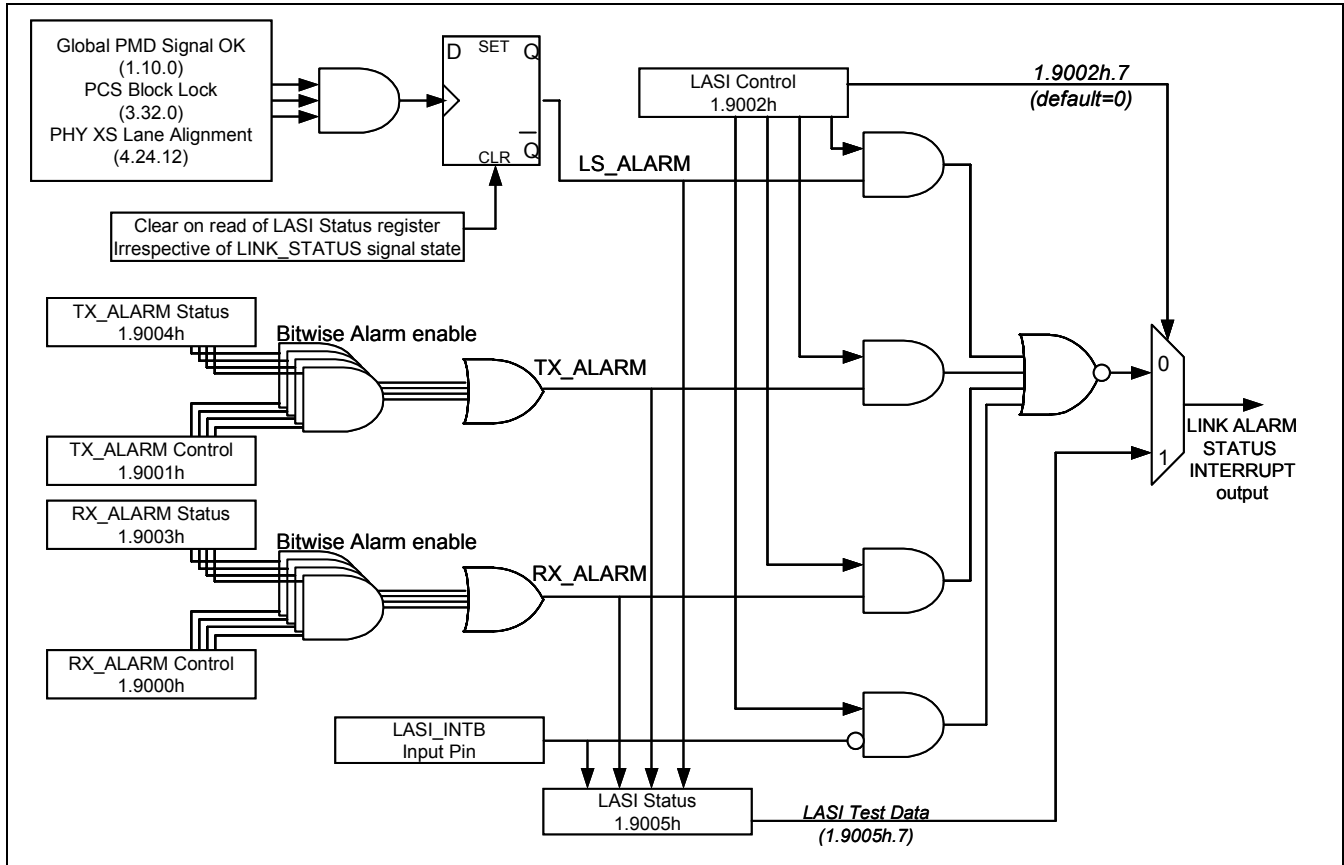 Global PMD Signal OK
(1.10.0)
PCS Block Lock
(3.32.0)
PHY XS Lane Alignment
(4.24.12)
D SET Q
Q
CLR
LS_ALARM
Clear on read of LASI Status register
Irrespective of LINK_STATUS signal state
LASI Control
1.9002h
1.9002h.7
(default=0)
TX_ALARM Status
1.9004h
Bitwise Alarm enable
TX_ALARM
TX_ALARM Control
1.9001h
RX_ALARM Status
1.9003h
Bitwise Alarm enable
RX_ALARM
RX_ALARM Control
1.9000h
0
1
LINK ALARM
STATUS
INTERRUPT
output
LASI_INTB
Input Pin
LASI Status
1.9005h
LASI Test Data
(1.9005h.7)